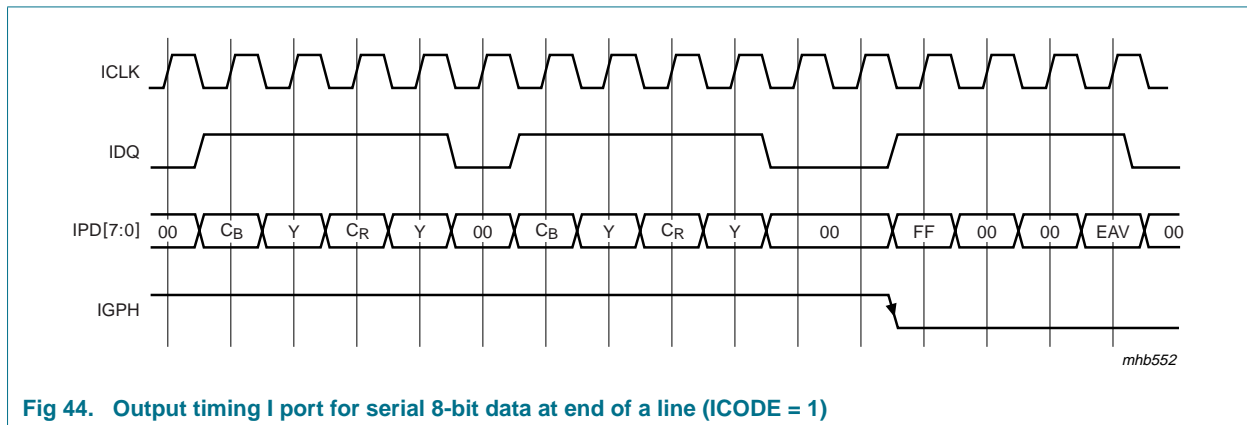 ICLK
IDQ
IPD[7:0] 00 CB Y CR Y 00 CB Y CR Y 00 FF 00 00 EAV 00
IGPH
mhb552
Fig 44. Output timing I port for serial 8-bit data at end of a line (ICODE = 1)